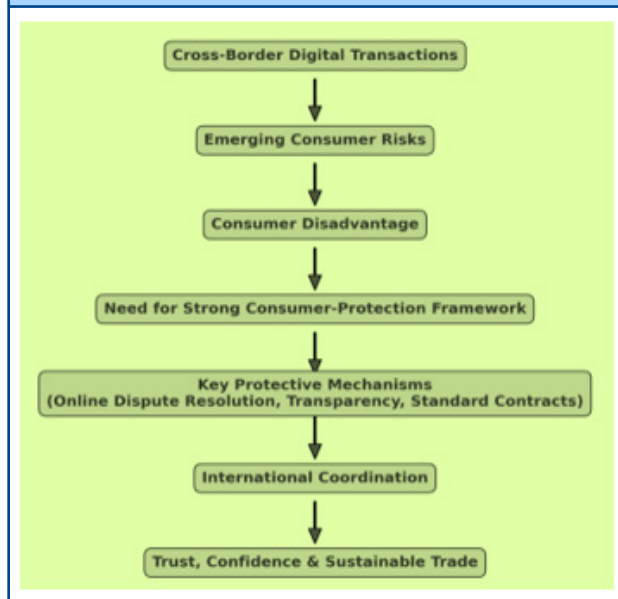 Cross-Border Digital Transactions
Emerging Consumer Risks
Consumer Disadvantage
Need for Strong Consumer-Protection Framework
Key Protective Mechanisms
(Online Dispute Resolution, Transparency, Standard Contracts)
International Coordination
Trust, Confidence & Sustainable Trade